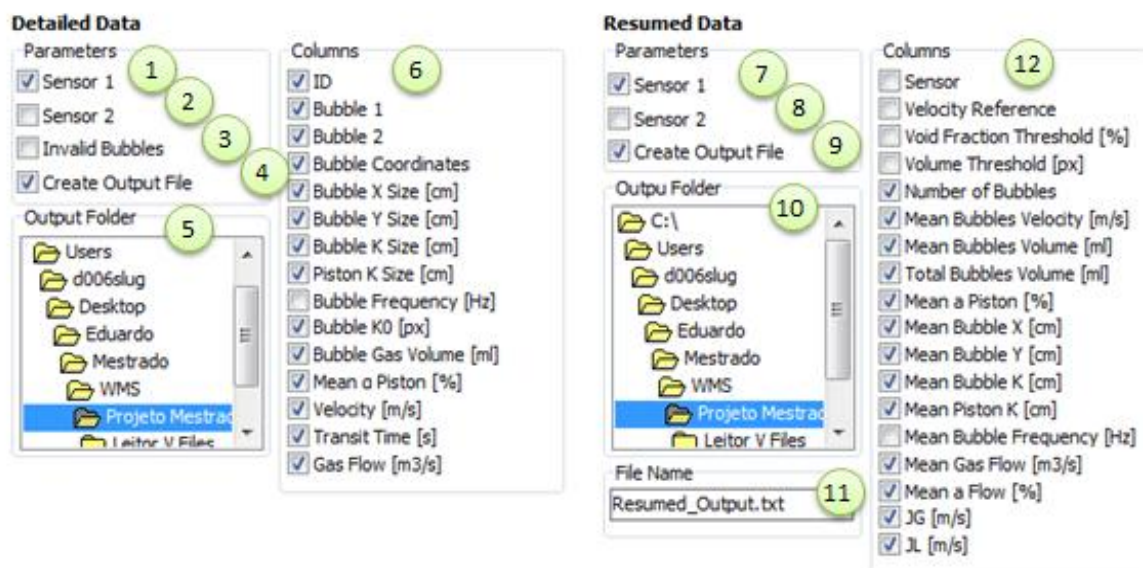 Detailed Data
Parameters
1
Sensor 1
2
Sensor 2
3
Invalid Bubbles
4
Create Output File
Output Folder
5
Users
d006slug
Desktop
Eduardo
Mestrado
WMS
Projeto Mestrac
Leitor V Files
Columns
6
ID
Bubble 1
Bubble 2
Bubble Coordinates
Bubble X Size [cm]
Bubble Y Size [cm]
Bubble K Size [cm]
Piston K Size [cm]
Bubble Frequency [Hz]
Bubble K0 [px]
Bubble Gas Volume [ml]
Mean α Piston [%]
Velocity [m/s]
Transit Time [s]
Gas Flow [m3/s]
Resumed Data
Parameters
7
Sensor 1
8
Sensor 2
9
Create Output File
Outpu Folder
10
C:\
Users
d006slug
Desktop
Eduardo
Mestrado
WMS
Projeto Mestrac
Leitor V Files
File Name
11
Resumed_Output.txt
Columns
12
Sensor
Velocity Reference
Void Fraction Threshold [%]
Volume Threshold [px]
Number of Bubbles
Mean Bubbles Velocity [m/s]
Mean Bubbles Volume [ml]
Total Bubbles Volume [ml]
Mean a Piston [%]
Mean Bubble X [cm]
Mean Bubble Y [cm]
Mean Bubble K [cm]
Mean Piston K [cm]
Mean Bubble Frequency [Hz]
Mean Gas Flow [m3/s]
Mean a Flow [%]
JG [m/s]
JL [m/s]